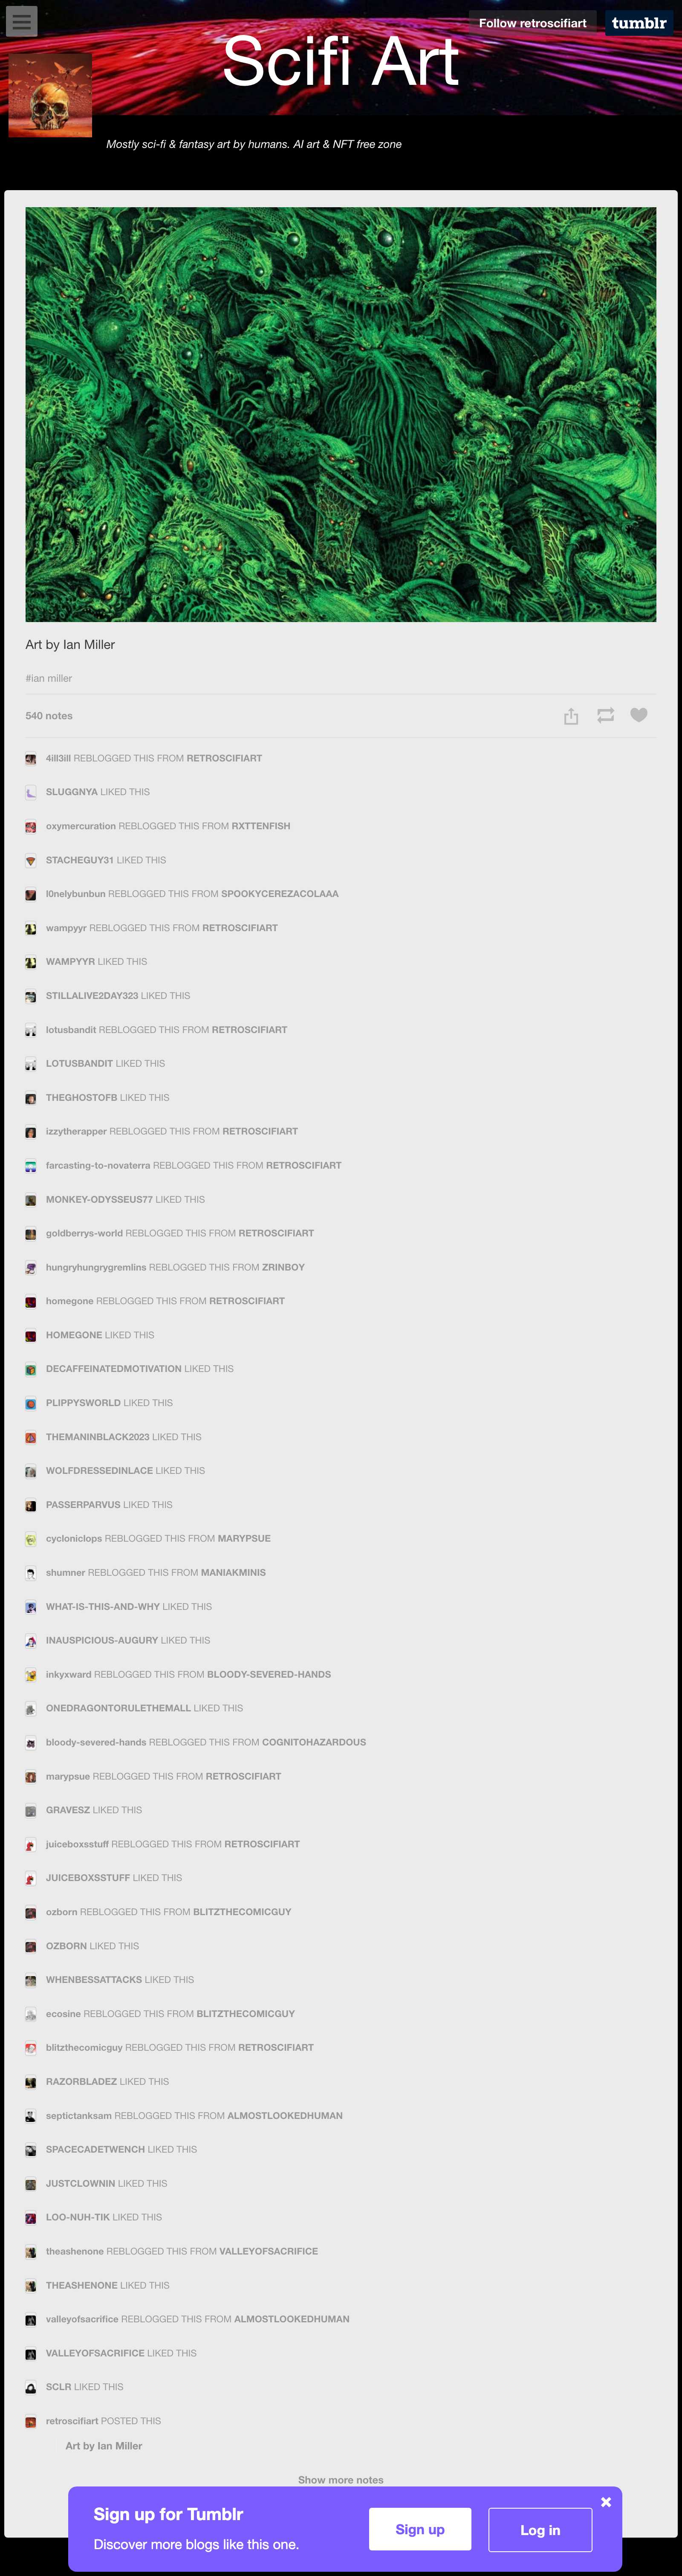 Follow retroscifiart
tumblr
Scifi Art
Mostly sci-fi & fantasy art by humans. AI art & NFT free zone
Art by Ian Miller
#ian miller
540 notes
4ill3ill REBLOGGED THIS FROM RETROSCIFIART
SLUGGNYA LIKED THIS
oxymercuration REBLOGGED THIS FROM RXTTENFISH
STACHEGUY31 LIKED THIS
l0nelybunbun REBLOGGED THIS FROM SPOOKYCEREZACOLAAA
wampyyr REBLOGGED THIS FROM RETROSCIFIART
WAMPYYR LIKED THIS
STILLALIVE2DAY323 LIKED THIS
lotusbandit REBLOGGED THIS FROM RETROSCIFIART
LOTUSBANDIT LIKED THIS
THEGHOSTOFB LIKED THIS
izzytherapper REBLOGGED THIS FROM RETROSCIFIART
farcasting-to-novaterra REBLOGGED THIS FROM RETROSCIFIART
MONKEY-ODYSSEUS77 LIKED THIS
goldberrys-world REBLOGGED THIS FROM RETROSCIFIART
hungryhungrygremlins REBLOGGED THIS FROM ZRINBOY
homegone REBLOGGED THIS FROM RETROSCIFIART
HOMEGONE LIKED THIS
DECAFFEINATEDMOTIVATION LIKED THIS
PLIPPYSWORLD LIKED THIS
THEMANINBLACK2023 LIKED THIS
WOLFDRESSEDINLACE LIKED THIS
PASSERPARVUS LIKED THIS
cycloniclops REBLOGGED THIS FROM MARYPSUE
shumner REBLOGGED THIS FROM MANIAKMINIS
WHAT-IS-THIS-AND-WHY LIKED THIS
INAUSPICIOUS-AUGURY LIKED THIS
inkyxward REBLOGGED THIS FROM BLOODY-SEVERED-HANDS
ONEDRAGONTORULETHEMALL LIKED THIS
bloody-severed-hands REBLOGGED THIS FROM COGNITOHAZARDOUS
marypsue REBLOGGED THIS FROM RETROSCIFIART
GRAVESZ LIKED THIS
juiceboxsstuff REBLOGGED THIS FROM RETROSCIFIART
JUICEBOXSSTUFF LIKED THIS
ozborn REBLOGGED THIS FROM BLITZTHECOMICGUY
OZBORN LIKED THIS
WHENBESSATTACKS LIKED THIS
ecosine REBLOGGED THIS FROM BLITZTHECOMICGUY
blitzthecomicguy REBLOGGED THIS FROM RETROSCIFIART
RAZORBLADEZ LIKED THIS
septictanksam REBLOGGED THIS FROM ALMOSTLOOKEDHUMAN
SPACECADETWENCH LIKED THIS
JUSTCLOWNIN LIKED THIS
LOO-NUH-TIK LIKED THIS
theashenone REBLOGGED THIS FROM VALLEYOFSACRIFICE
THEASHENONE LIKED THIS
valleyofsacrifice REBLOGGED THIS FROM ALMOSTLOOKEDHUMAN
VALLEYOFSACRIFICE LIKED THIS
SCLR LIKED THIS
retroscifiart POSTED THIS
Art by Ian Miller
Show more notes
Sign up for Tumblr
Discover more blogs like this one.
Sign up
Log in